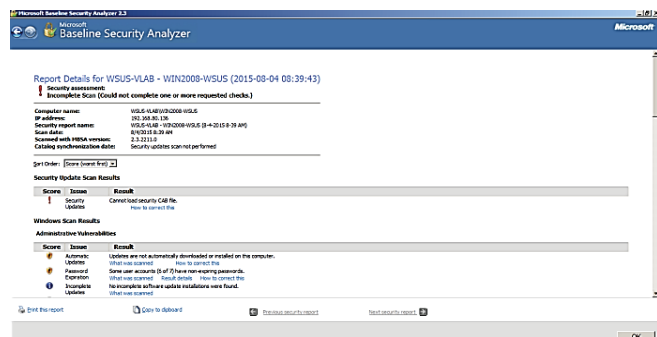 Microsoft Baseline Security Analyzer 2.3
Microsoft
Baseline Security Analyzer
Microsoft
Report Details for WSUS-VLAB - WIN2008-WSUS (2015-08-04 08:39:43)
Security assessment:
Incomplete Scan (Could not complete one or more requested checks.)
Computer name: WSUS-VLAB\WIN2008-WSUS
IP address: 192.168.80.136
Security report name: WSUS-VLAB - WIN2008-WSUS (8-4-2015 8-39 AM)
Scan date: 8/4/2015 8:39 AM
Scanned with MBSA version: 2.3.2211.0
Catalog synchronization date: Security updates scan not performed
Sort Order: Score (worst first)
Security Update Scan Results
Score Issue Result
Security Updates Cannot load security CAB file.
How to correct this
Windows Scan Results
Administrative Vulnerabilities
Score Issue Result
Automatic Updates Updates are not automatically downloaded or installed on this computer.
What was scanned How to correct this
Password Expiration Some user accounts (6 of 7) have non-expiring passwords.
What was scanned Result details How to correct this
Incomplete Updates No incomplete software update installations were found.
What was scanned
Print this report Copy to clipboard Previous security report Next security report
OK